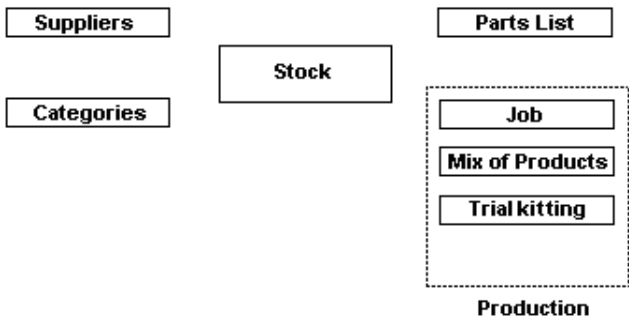 Suppliers
Parts List
Stock
Categories
Job
Mix of Products
Trial kitting
Production